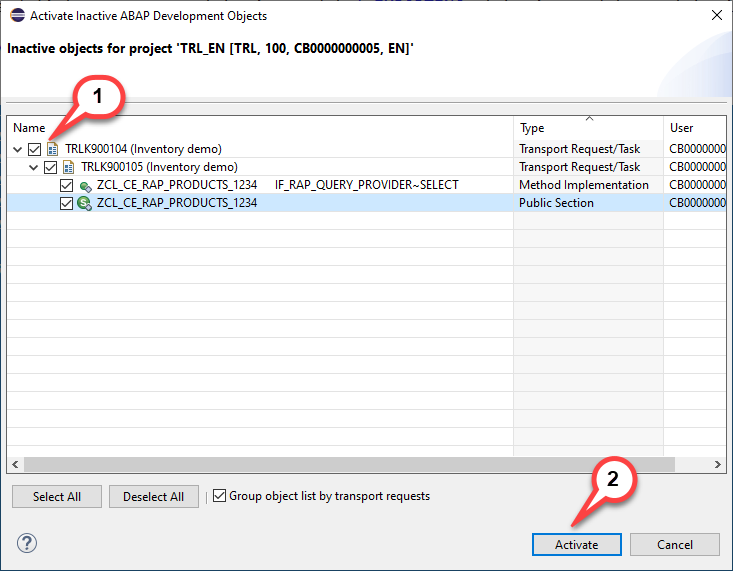 Activate Inactive ABAP Development Objects
Inactive objects for project 'TRL_EN [TRL, 100, CB0000000005, EN]'
1
Name Type User
TRLK900104 (Inventory demo) Transport Request/Task CB0000000
TRLK900105 (Inventory demo) Transport Request/Task CB0000000
ZCL_CE_RAP_PRODUCTS_1234 IF_RAP_QUERY_PROVIDER~SELECT Method Implementation CB0000000
S ZCL_CE_RAP_PRODUCTS_1234 Public Section CB0000000
Select All Deselect All Group object list by transport requests
2
? Activate Cancel